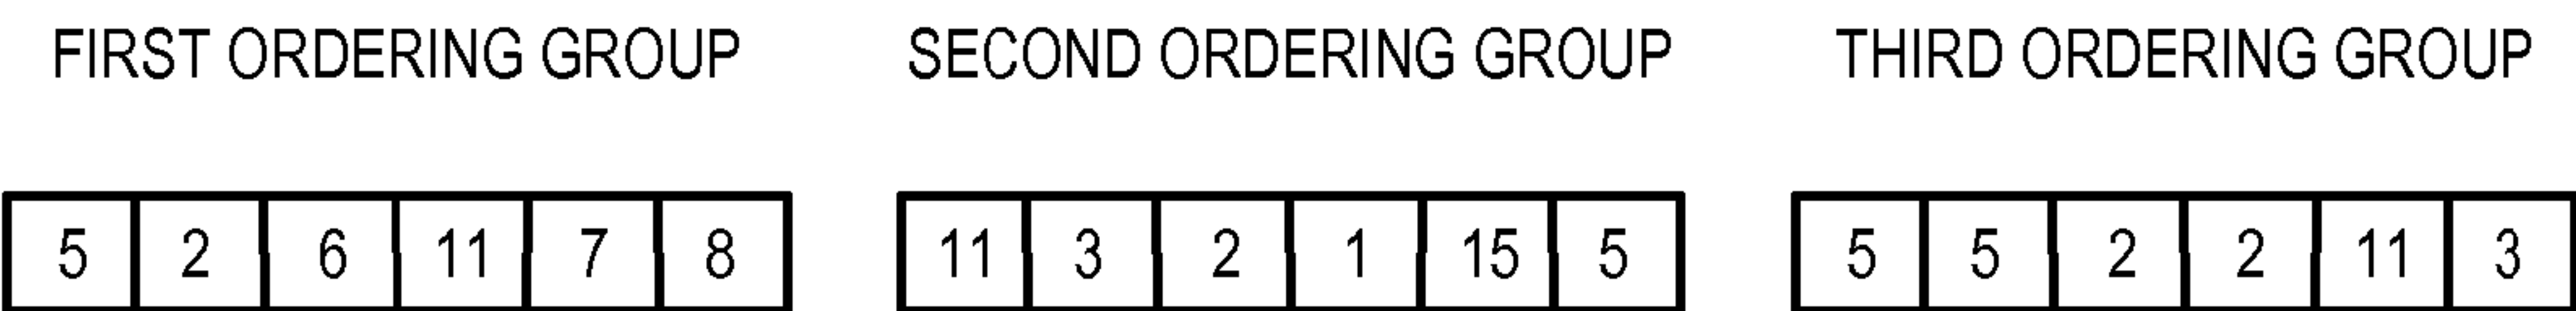 FIRST ORDERING GROUP SECOND ORDERING GROUP THIRD ORDERING GROUP
5 2 6 11 7 8 11 3 2 1 15 5 5 5 2 2 11 3